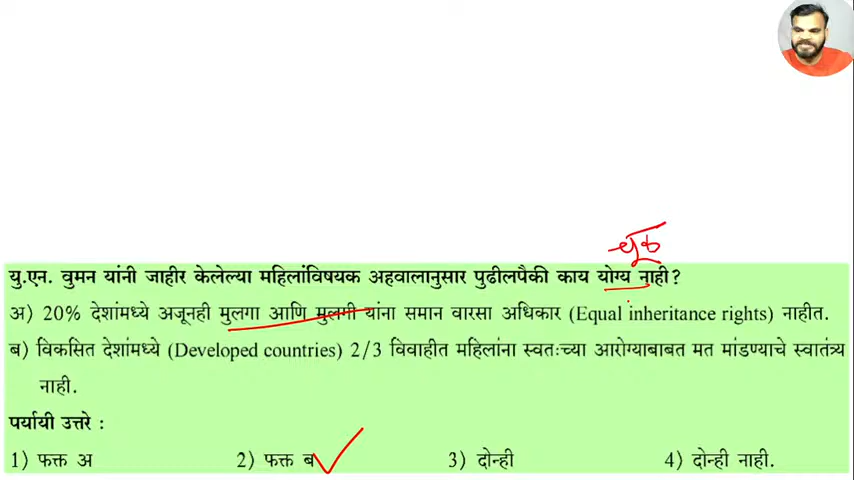 चूक
यु.एन. वुमन यांनी जाहीर केलेल्या महिलांविषयक अहवालानुसार पुढीलपैकी काय योग्य नाही?
अ) 20% देशांमध्ये अजूनही मुलगा आणि मुलगी यांना समान वारसा अधिकार (Equal inheritance rights) नाहीत.
ब) विकसित देशांमध्ये (Developed countries) 2/3 विवाहीत महिलांना स्वतःच्या आरोग्याबाबत मत मांडण्याचे स्वातंत्र्य
नाही.
पर्यायी उत्तरे :
1) फक्त अ 2) फक्त ब 3) दोन्ही 4) दोन्ही नाही.